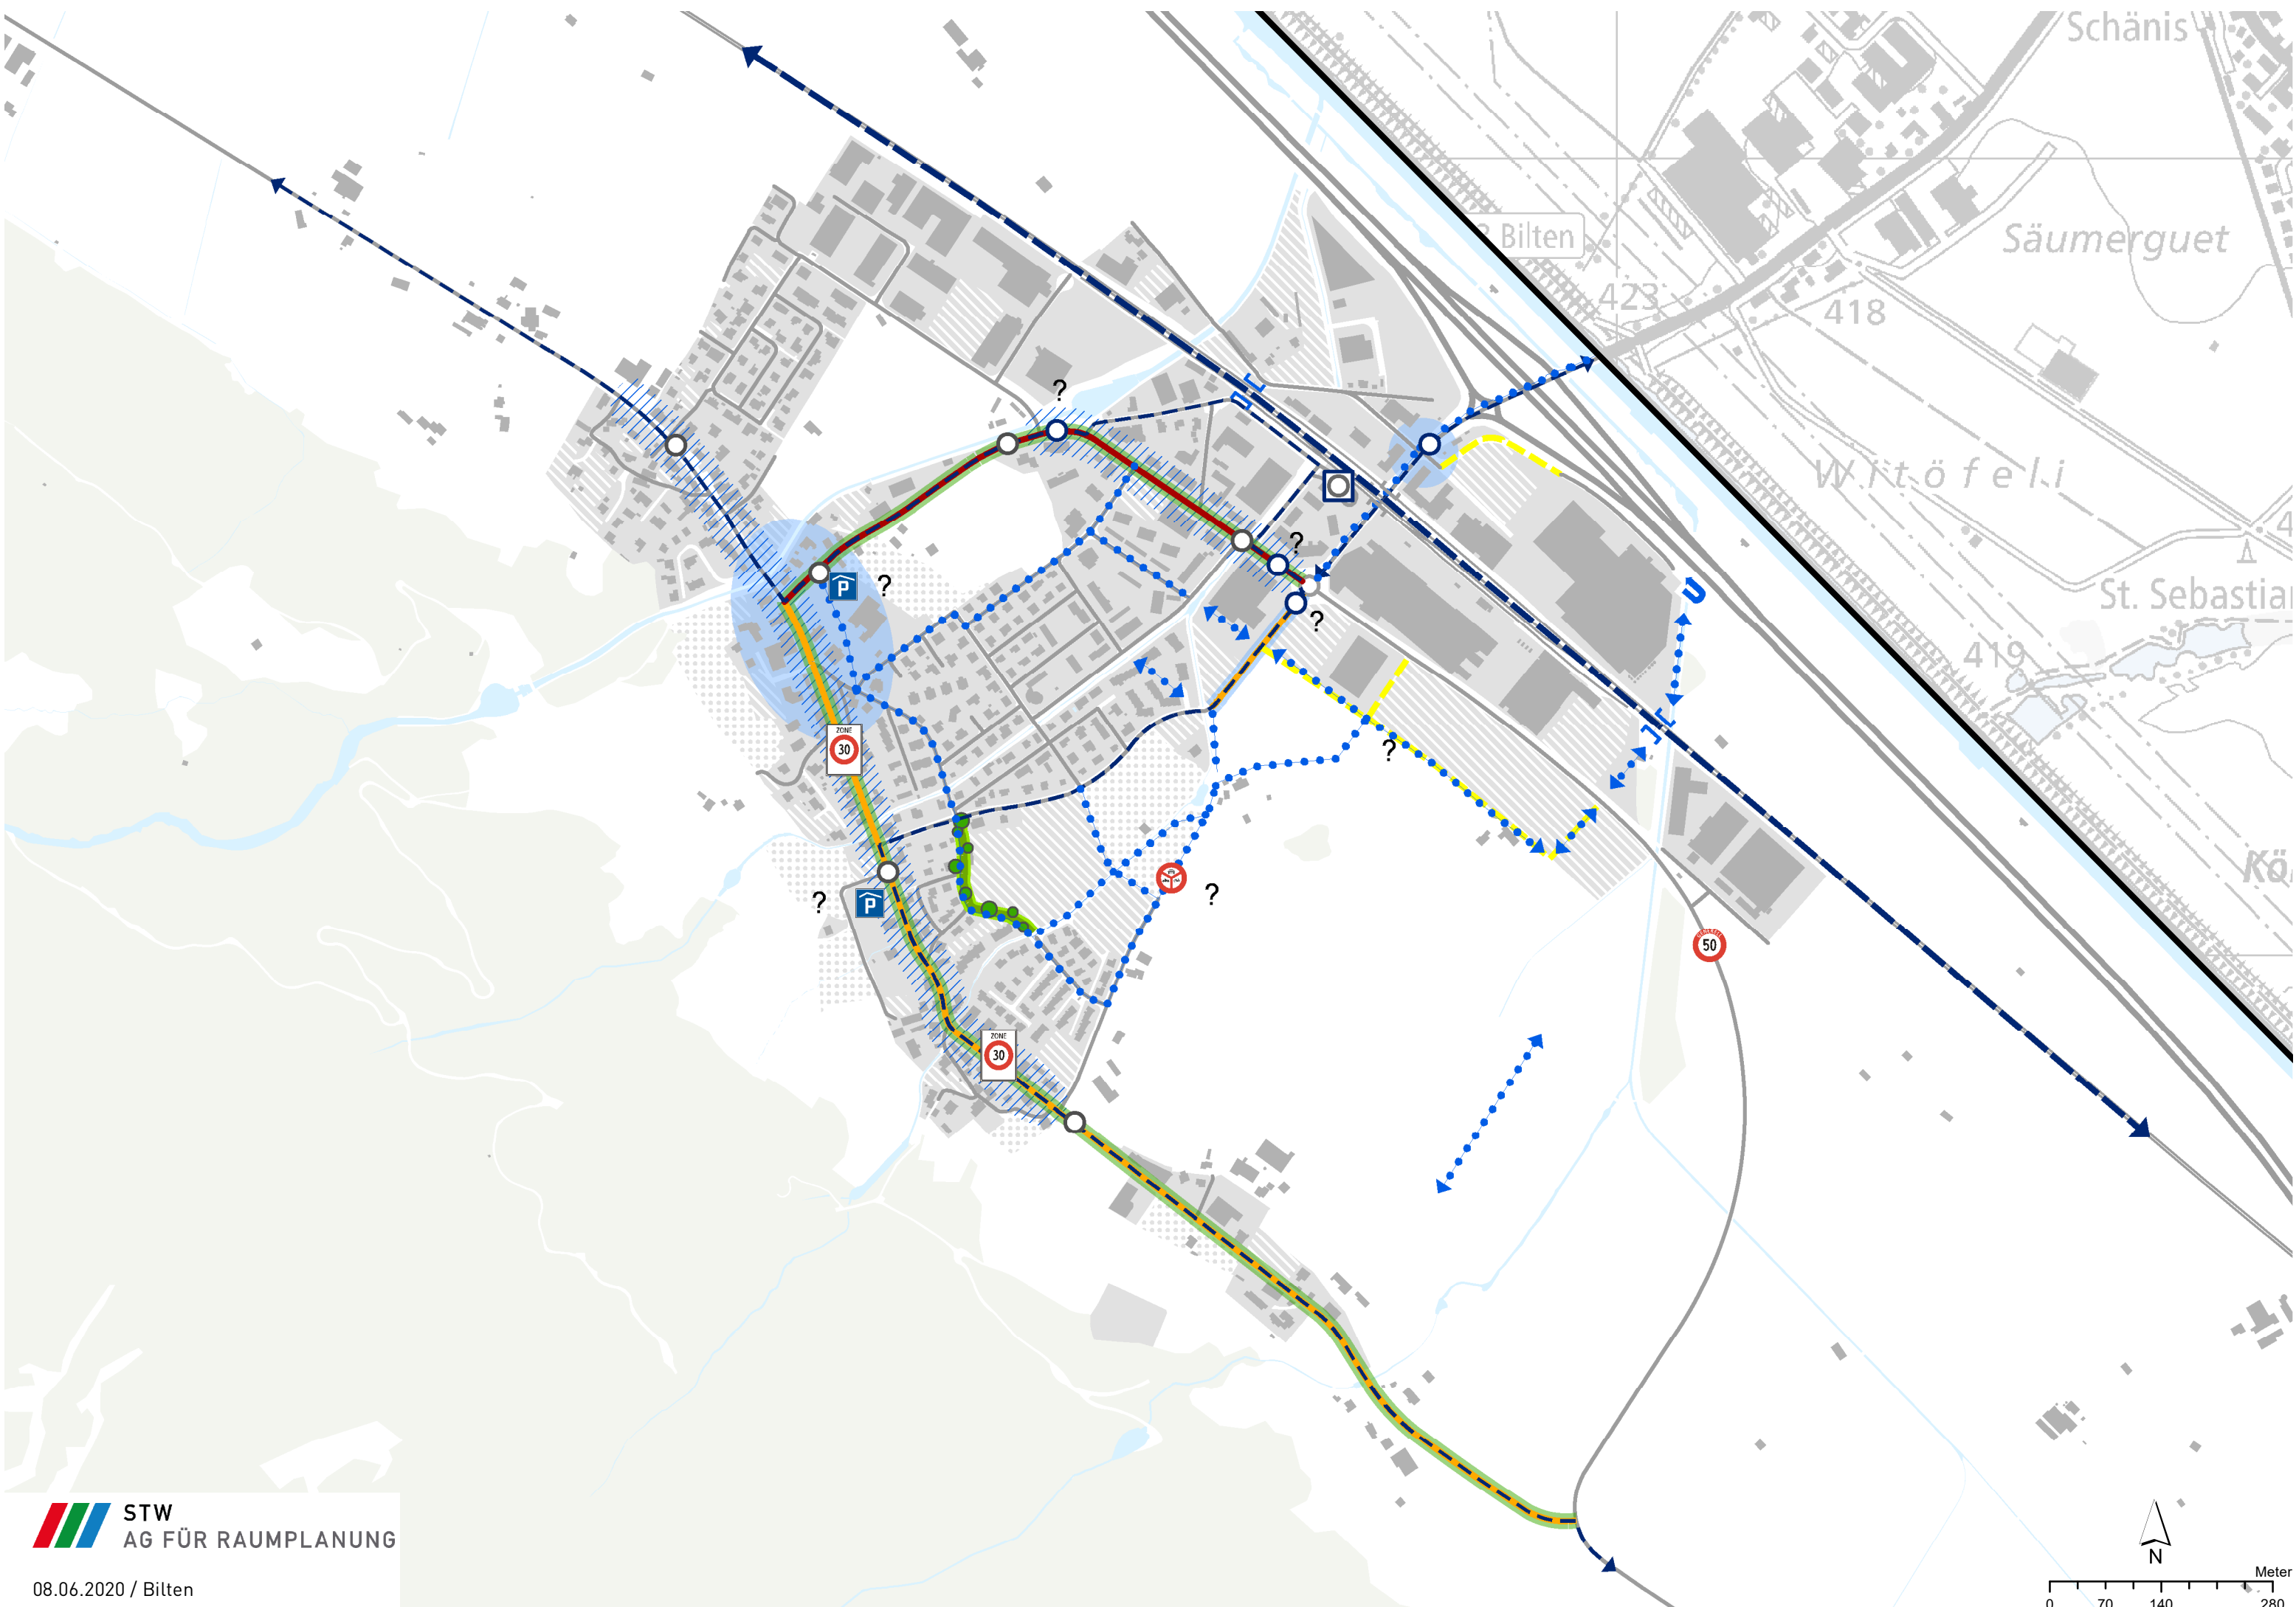 Schänis
Bilten
Säumerguet
423
418
?
Witöfeli
?
P
?
?
St. Sebastia
419
ZONE
30
?
P
?
?
GENERELL
50
ZONE
30
STW
AG FÜR RAUMPLANUNG
08.06.2020 / Bilten
N
Meter
0 70 140 280